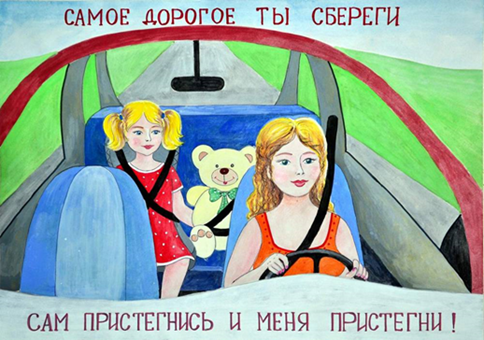 САМОЕ ДОРОГОЕ ТЫ СБЕРЕГИ
САМ ПРИСТЕГНИСЬ И МЕНЯ ПРИСТЕГНИ!